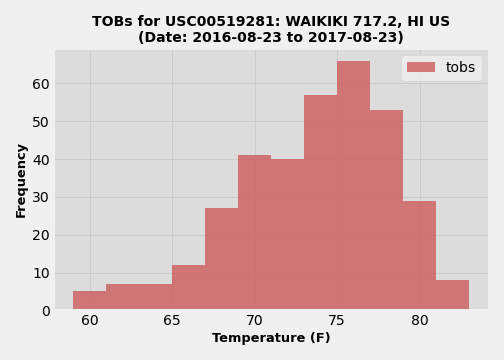 TOBs for USC00519281: WAIKIKI 717.2, HI US
(Date: 2016-08-23 to 2017-08-23)
tobs
Frequency
60
50
40
30
20
10
0
60 65 70 75 80
Temperature (F)